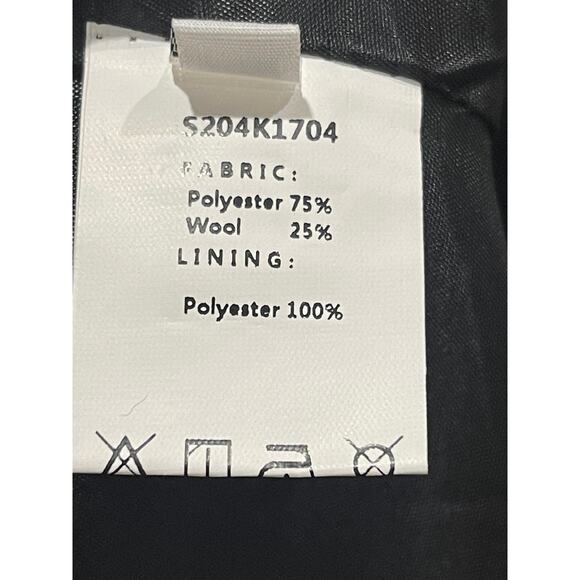 S204K1704
FABRIC:
Polyester 75%
Wool 25%
LINING:
Polyester 100%